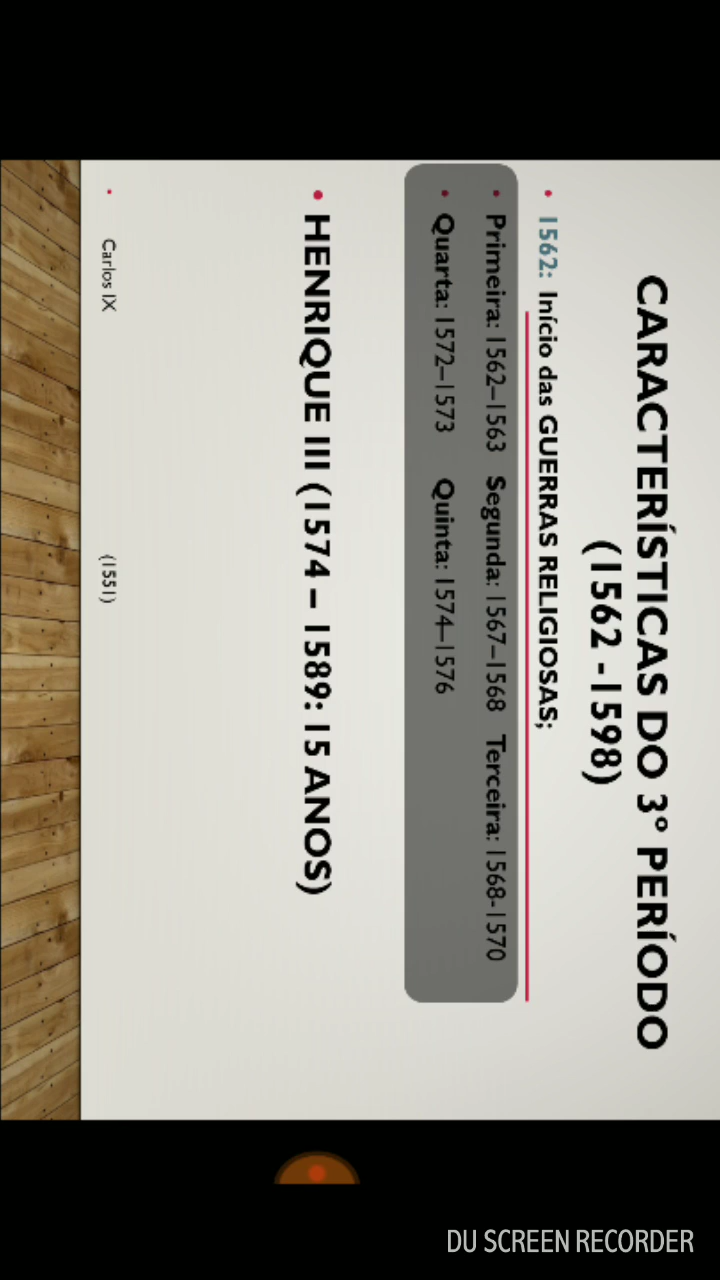 CARACTERÍSTICAS DO 3º PERÍODO
(1562 - 1598)
• 1562: Início das GUERRAS RELIGIOSAS;
• Primeira: 1562–1563 Segunda: 1567–1568 Terceira: 1568-1570
• Quarta: 1572–1573 Quinta: 1574–1576
• HENRIQUE III (1574 – 1589: 15 ANOS)
• Carlos IX (1551)
DU SCREEN RECORDER